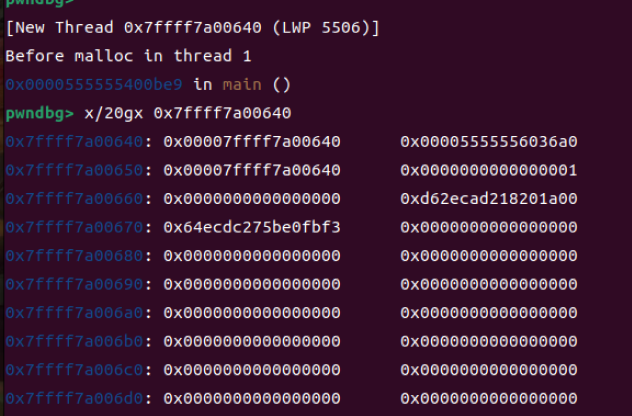 pwndbg>
[New Thread 0x7ffff7a00640 (LWP 5506)]
Before malloc in thread 1
0x0000555555400be9 in main ()
pwndbg> x/20gx 0x7ffff7a00640
0x7ffff7a00640: 0x00007ffff7a00640 0x00005555556036a0
0x7ffff7a00650: 0x00007ffff7a00640 0x0000000000000001
0x7ffff7a00660: 0x0000000000000000 0xd62ecad218201a00
0x7ffff7a00670: 0x64ecdc275be0fbf3 0x0000000000000000
0x7ffff7a00680: 0x0000000000000000 0x0000000000000000
0x7ffff7a00690: 0x0000000000000000 0x0000000000000000
0x7ffff7a006a0: 0x0000000000000000 0x0000000000000000
0x7ffff7a006b0: 0x0000000000000000 0x0000000000000000
0x7ffff7a006c0: 0x0000000000000000 0x0000000000000000
0x7ffff7a006d0: 0x0000000000000000 0x0000000000000000